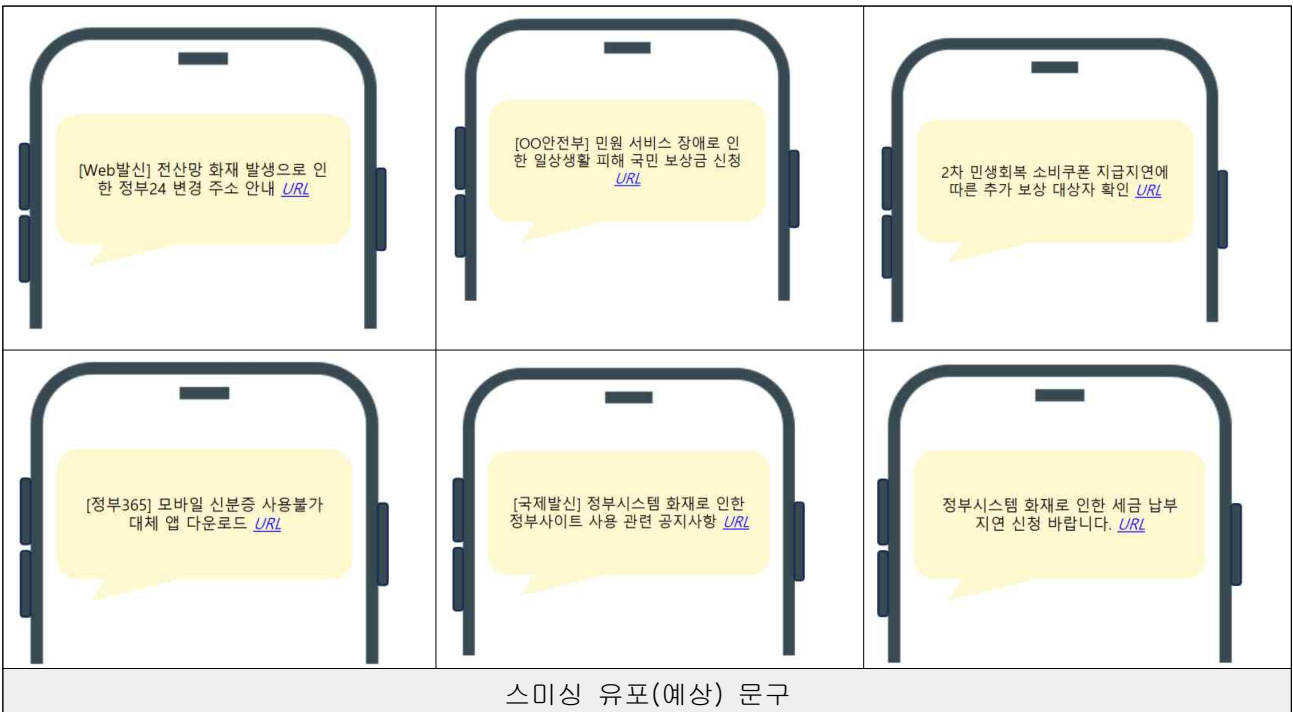 [Web발신] 전산망 화재 발생으로 인
한 정부24 변경 주소 안내 URL
[OO안전부] 민원 서비스 장애로 인
한 일상생활 피해 국민 보상금 신청
URL
2차 민생회복 소비쿠폰 지급지연에
따른 추가 보상 대상자 확인 URL
[정부365] 모바일 신분증 사용불가
대체 앱 다운로드 URL
[국제발신] 정부시스템 화재로 인한
정부사이트 사용 관련 공지사항 URL
정부시스템 화재로 인한 세금 납부
지연 신청 바랍니다. URL
스미싱 유포(예상) 문구